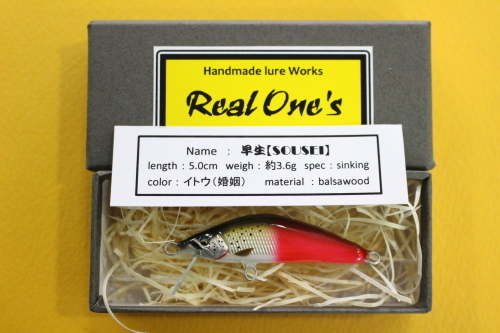 Handmade lure Works
Real One's
Name : 早生【SOUSEI】
length : 5.0cm weigh : 約3.6g spec : sinking
color : イトウ(婚姻) material : balsawood